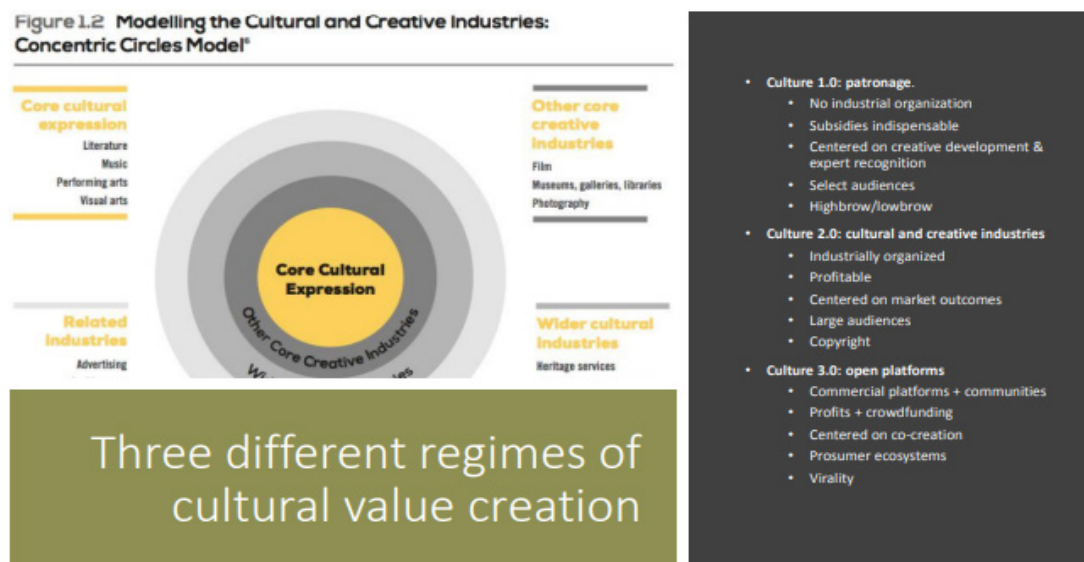 Figure 1.2 Modelling the Cultural and Creative Industries:
Concentric Circles Model
Core cultural
expression
Literature
Music
Performing arts
Visual arts
Other core
creative
industries
Film
Museums, galleries, libraries
Photography
Core Cultural
Expression
Other Core Creative Industries
Related
industries
Advertising
Wider cultural
industries
Heritage services
Three different regimes of
cultural value creation
• Culture 1.0: patronage.
• No industrial organization
• Subsidies indispensable
• Centered on creative development &
expert recognition
• Select audiences
• Highbrow/lowbrow
• Culture 2.0: cultural and creative industries
• Industrially organized
• Profitable
• Centered on market outcomes
• Large audiences
• Copyright
• Culture 3.0: open platforms
• Commercial platforms + communities
• Profits + crowdfunding
• Centered on co-creation
• Prosumer ecosystems
• Virality